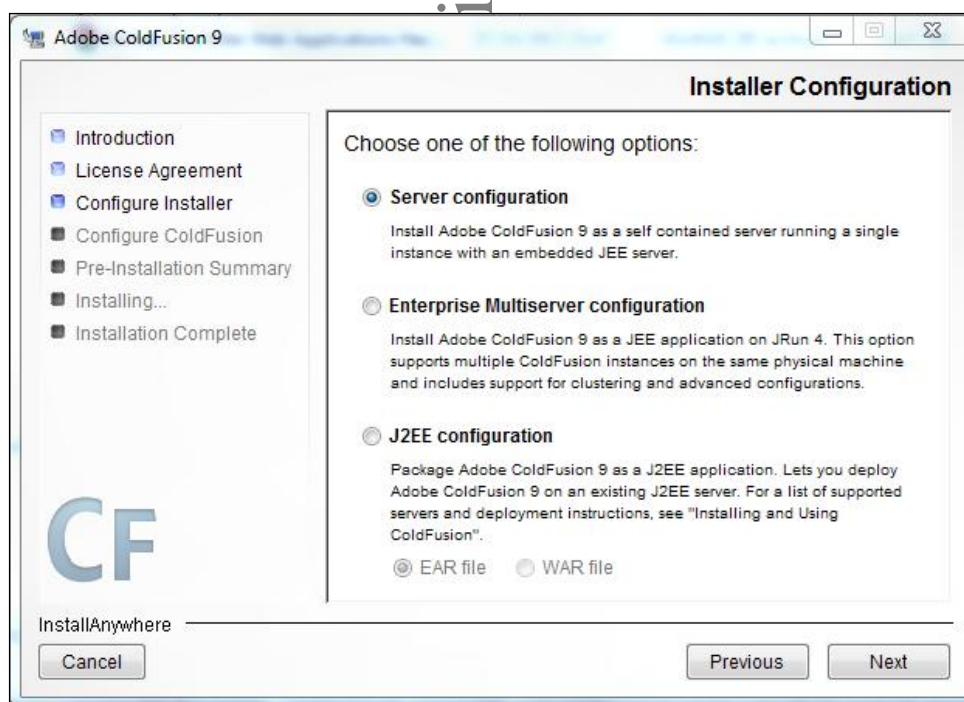 Adobe ColdFusion 9
Installer Configuration
Introduction
License Agreement
Configure Installer
Configure ColdFusion
Pre-Installation Summary
Installing...
Installation Complete
CF
Choose one of the following options:
Server configuration
Install Adobe ColdFusion 9 as a self contained server running a single
instance with an embedded JEE server.
Enterprise Multiserver configuration
Install Adobe ColdFusion 9 as a JEE application on JRun 4. This option
supports multiple ColdFusion instances on the same physical machine
and includes support for clustering and advanced configurations.
J2EE configuration
Package Adobe ColdFusion 9 as a J2EE application. Lets you deploy
Adobe ColdFusion 9 on an existing J2EE server. For a list of supported
servers and deployment instructions, see "Installing and Using
ColdFusion".
EAR file WAR file
InstallAnywhere
Cancel Previous Next